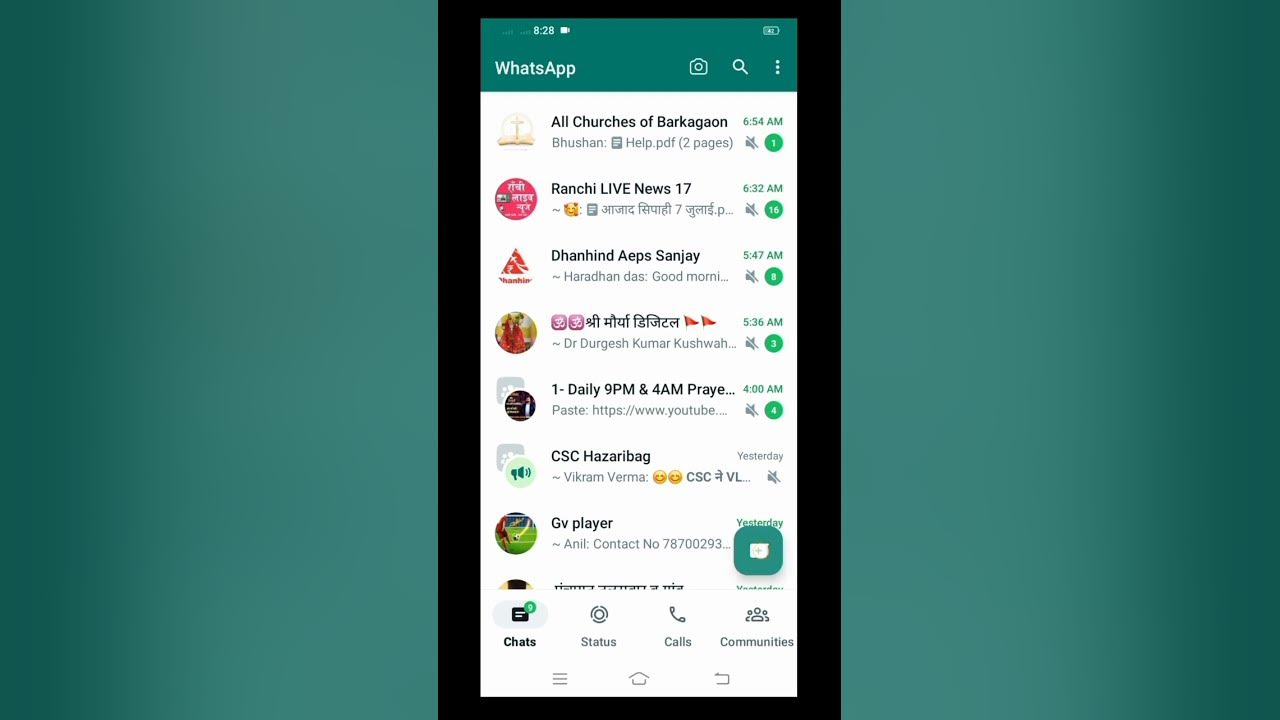 8:28
42
WhatsApp
All Churches of Barkagaon 6:54 AM
Bhushan: Help.pdf (2 pages) 1
राँची
लाइव
न्यूज
Ranchi LIVE News 17 6:32 AM
~ 🥰: आजाद सिपाही 7 जुलाई.p... 16
Dhanhind Aeps Sanjay 5:47 AM
~ Haradhan das: Good morni... 8
🕉️🕉️श्री मौर्या डिजिटल 🚩🚩 5:36 AM
~ Dr Durgesh Kumar Kushwah... 3
1- Daily 9PM & 4AM Praye... 4:00 AM
Paste: https://www.youtube.... 4
CSC Hazaribag Yesterday
~ Vikram Verma: 😊😊 CSC ने VL...
Gv player Yesterday
~ Anil: Contact No 78700293...
Yesterday
9
Chats Status Calls Communities